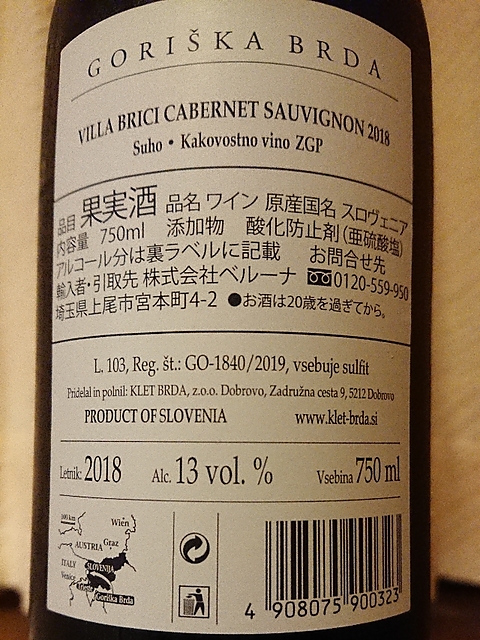 GORIŠKA BRDA
VILLA BRICI CABERNET SAUVIGNON 2018
Suho • Kakovostno vino ZGP
品目 果実酒 品名 ワイン 原産国名 スロヴェニア
内容量 750ml 添加物 酸化防止剤(亜硫酸塩)
アルコール分は裏ラベルに記載 お問合せ先
輸入者・引取先 株式会社ベルーナ 0120-559-950
埼玉県上尾市宮本町4-2 ●お酒は20歳を過ぎてから。
L. 103, Reg. št.: GO-1840/2019, vsebuje sulfit
Pridelal in polnil: KLET BRDA, z.o.o. Dobrovo, Zadružna cesta 9, 5212 Dobrovo
PRODUCT OF SLOVENIA www.klet-brda.si
Letnik: 2018 Alc. 13 vol. % Vsebina 750 ml
Wien
Graz
AUSTRIA
ITALY
SLOVENIJA
Venice
Trieste
Goriška Brda
4 908075 900323